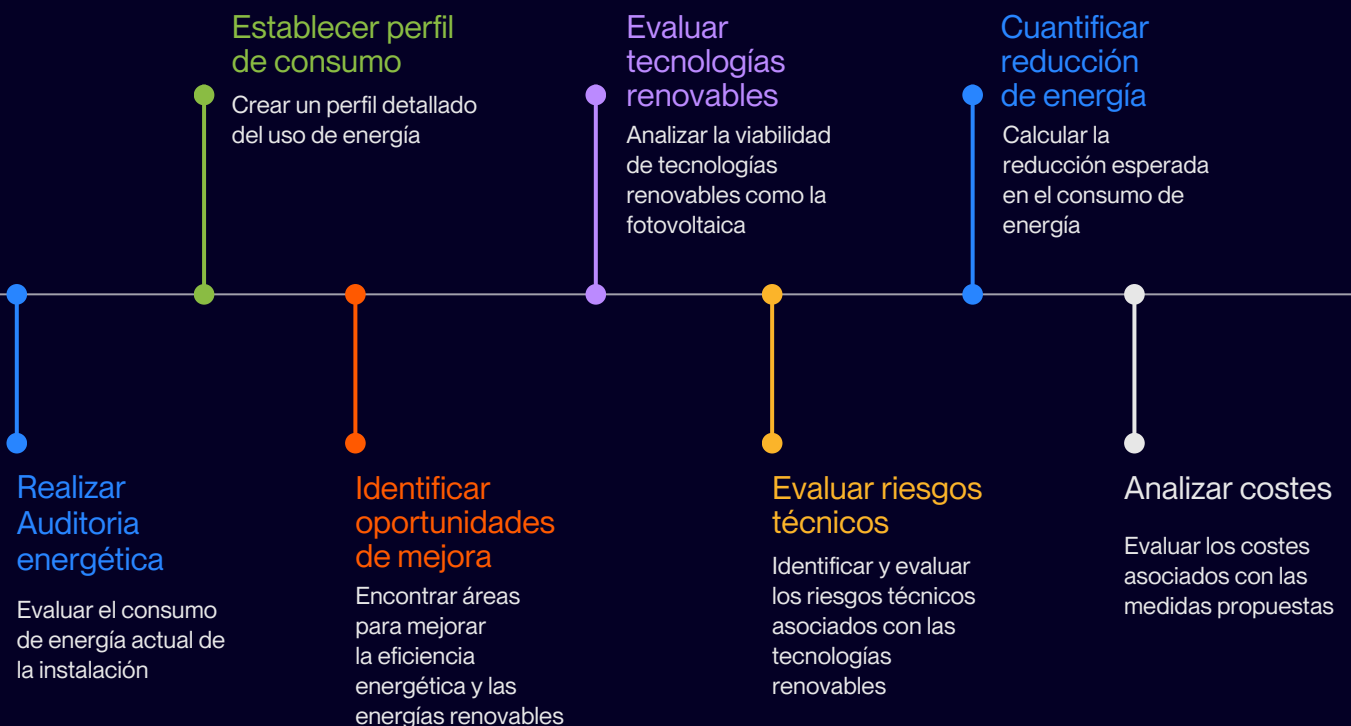 Establecer perfil
de consumo
Crear un perfil detallado
del uso de energía
Evaluar
tecnologías
renovables
Analizar la viabilidad
de tecnologías
renovables como la
fotovoltaica
Cuantificar
reducción
de energía
Calcular la
reducción esperada
en el consumo de
energía
Realizar
Auditoria
energética
Evaluar el consumo
de energía actual de
la instalación
Identificar
oportunidades
de mejora
Encontrar áreas
para mejorar
la eficiencia
energética y las
energías renovables
Evaluar riesgos
técnicos
Identificar y evaluar
los riesgos técnicos
asociados con las
tecnologías
renovables
Analizar costes
Evaluar los costes
asociados con las
medidas propuestas